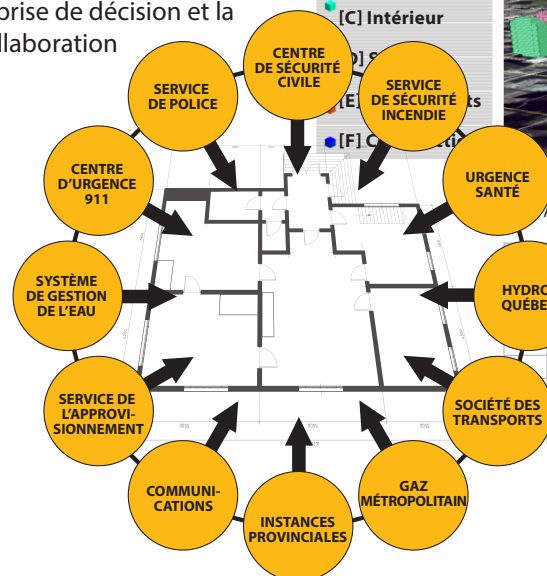 prise de décision et la
[C] Intérieur
CENTRE
DE SÉCURITÉ
CIVILE
SERVICE
DE POLICE
SERVICE
DE SÉCURITÉ
INCENDIE
[E]
ts
[F] C
CENTRE
D'URGENCE
911
URGENCE
SANTÉ
SYSTÈME
DE GESTION
DE L'EAU
HYDRO
QUÉBE
SERVICE DE
L'APPROVI-
SIONNEMENT
SOCIÉTÉ DES
TRANSPORTS
COMMUNI-
CATIONS
GAZ
MÉTROPOLITAIN
INSTANCES
PROVINCIALES